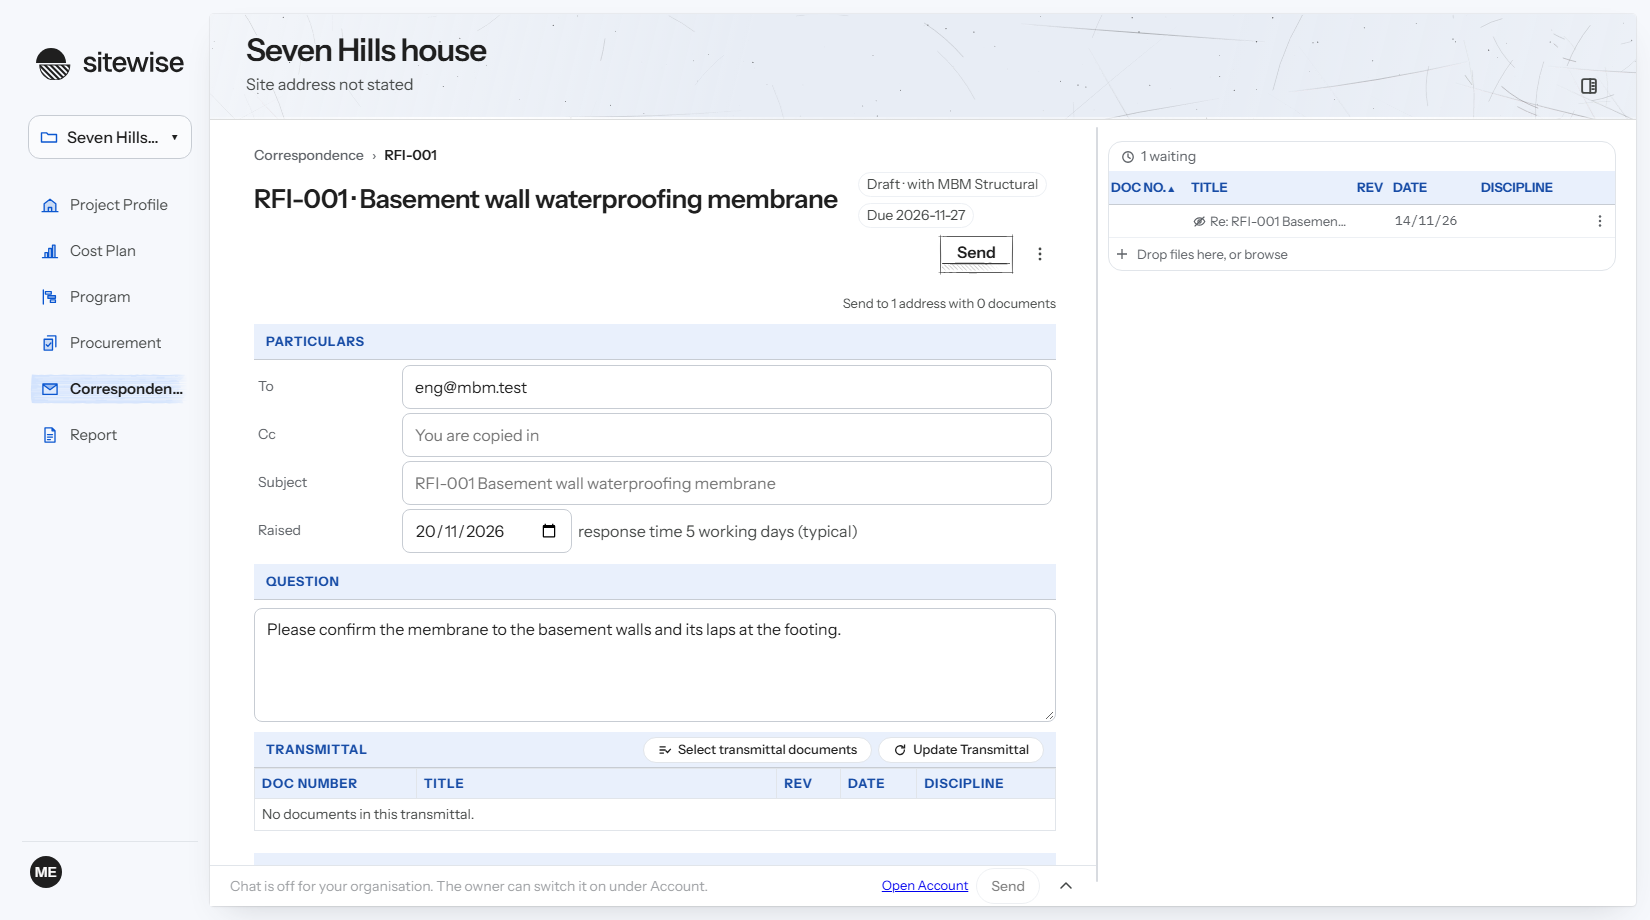 sitewise
Seven Hills...
Project Profile
Cost Plan
Program
Procurement
Corresponden...
Report
ME
Seven Hills house
Site address not stated
Correspondence › RFI-001
RFI-001 · Basement wall waterproofing membrane
Draft · with MBM Structural
Due 2026-11-27
Send
Send to 1 address with 0 documents
PARTICULARS
To eng@mbm.test
Cc You are copied in
Subject RFI-001 Basement wall waterproofing membrane
Raised 20/11/2026 response time 5 working days (typical)
QUESTION
Please confirm the membrane to the basement walls and its laps at the footing.
TRANSMITTAL Select transmittal documents Update Transmittal
DOC NUMBER TITLE REV DATE DISCIPLINE
No documents in this transmittal.
Chat is off for your organisation. The owner can switch it on under Account. Open Account Send
1 waiting
DOC NO. TITLE REV DATE DISCIPLINE
Re: RFI-001 Basemen... 14/11/26
Drop files here, or browse